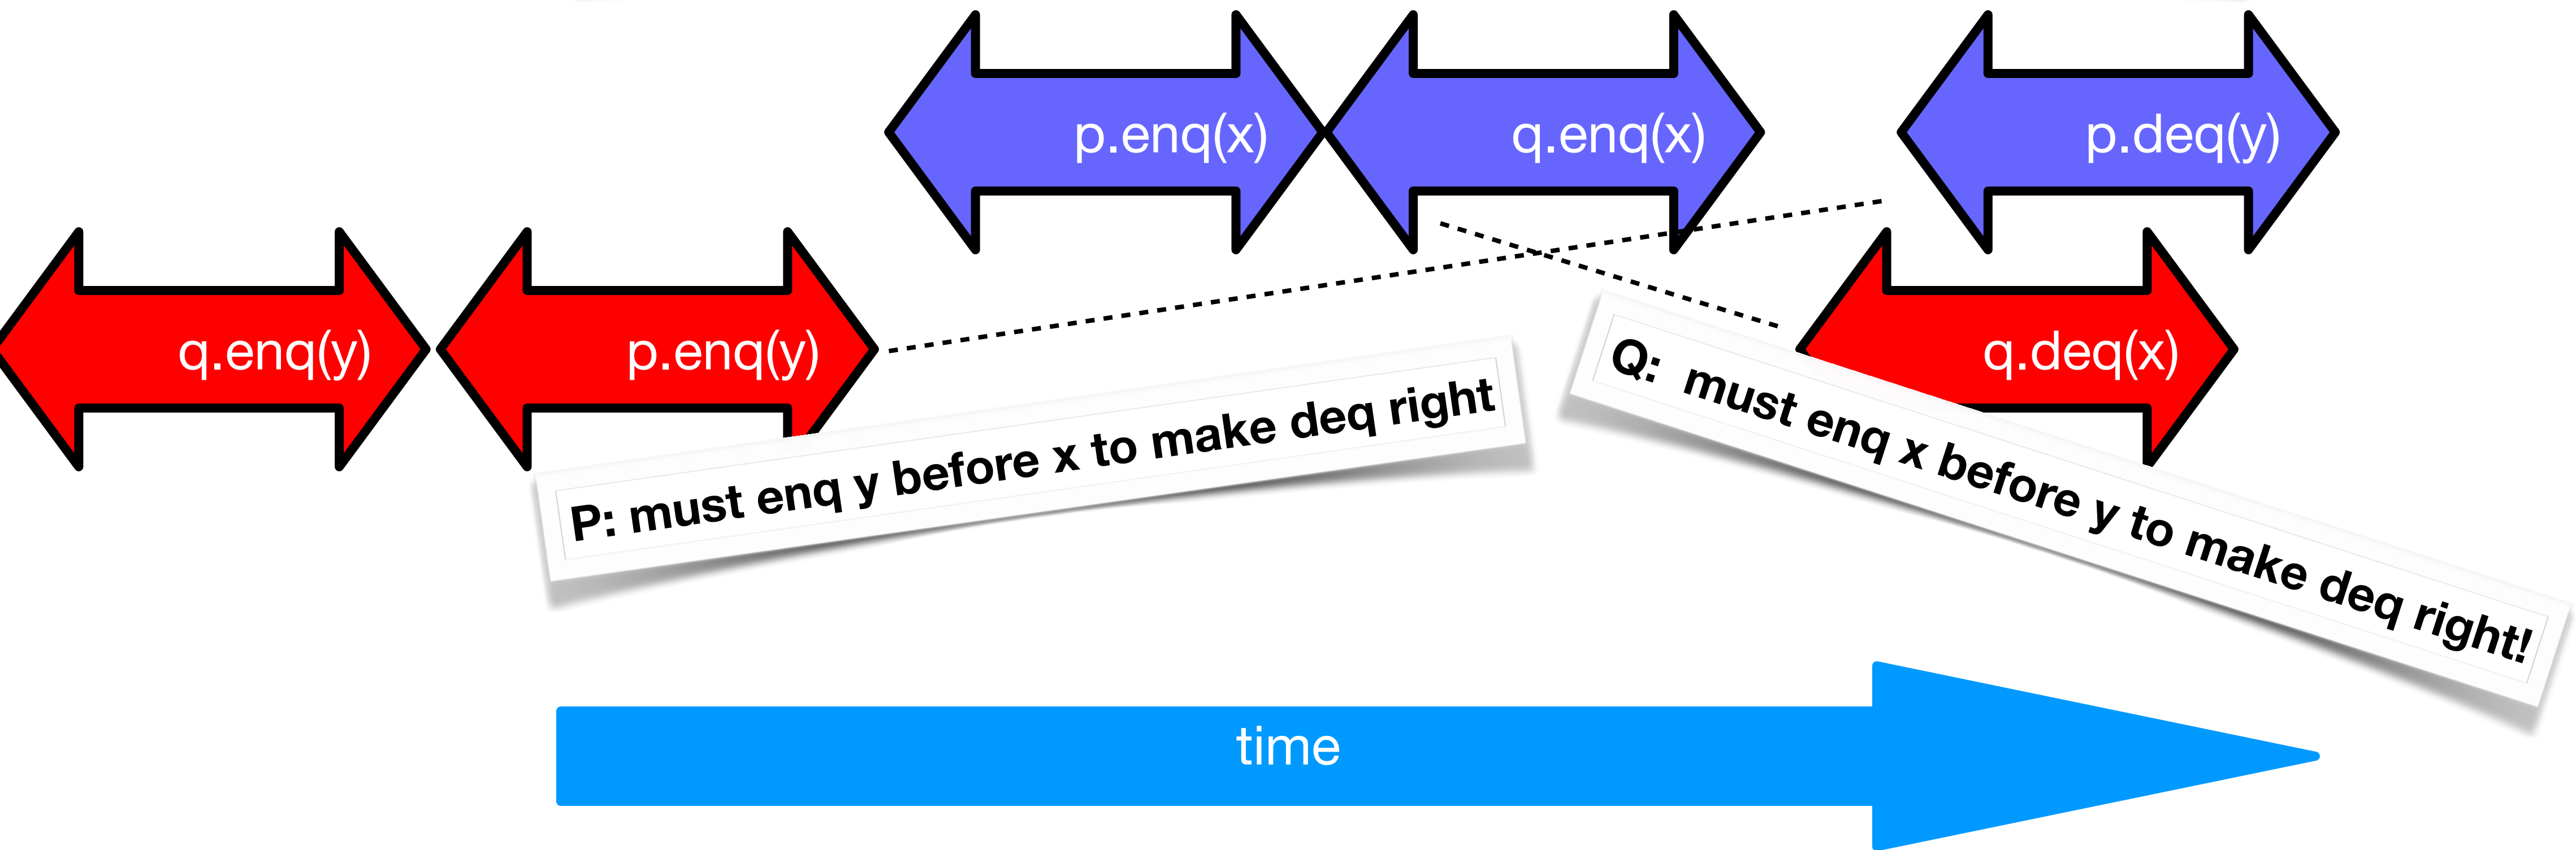 p.enq(x)
q.enq(x)
p.deq(y)
q.enq(y)
p.enq(y)
q.deq(x)
P: must enq y before x to make deq right
Q: must enq x before y to make deq right!
time